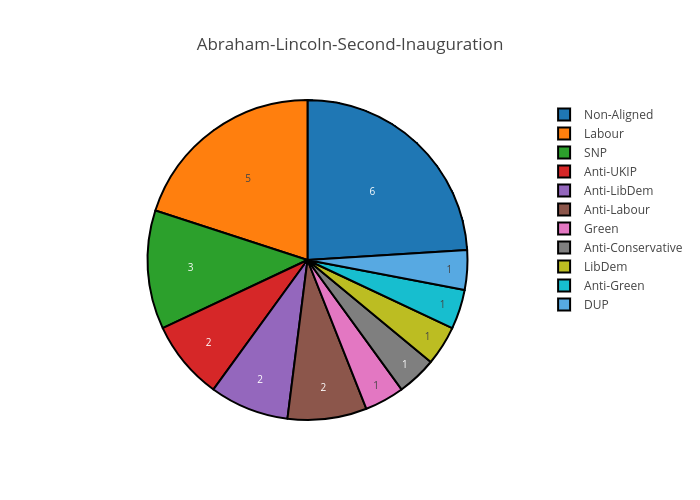 Abraham-Lincoln-Second-Inauguration
6
5
3
2
2
2
1
1
1
1
1
Non-Aligned
Labour
SNP
Anti-UKIP
Anti-LibDem
Anti-Labour
Green
Anti-Conservative
LibDem
Anti-Green
DUP